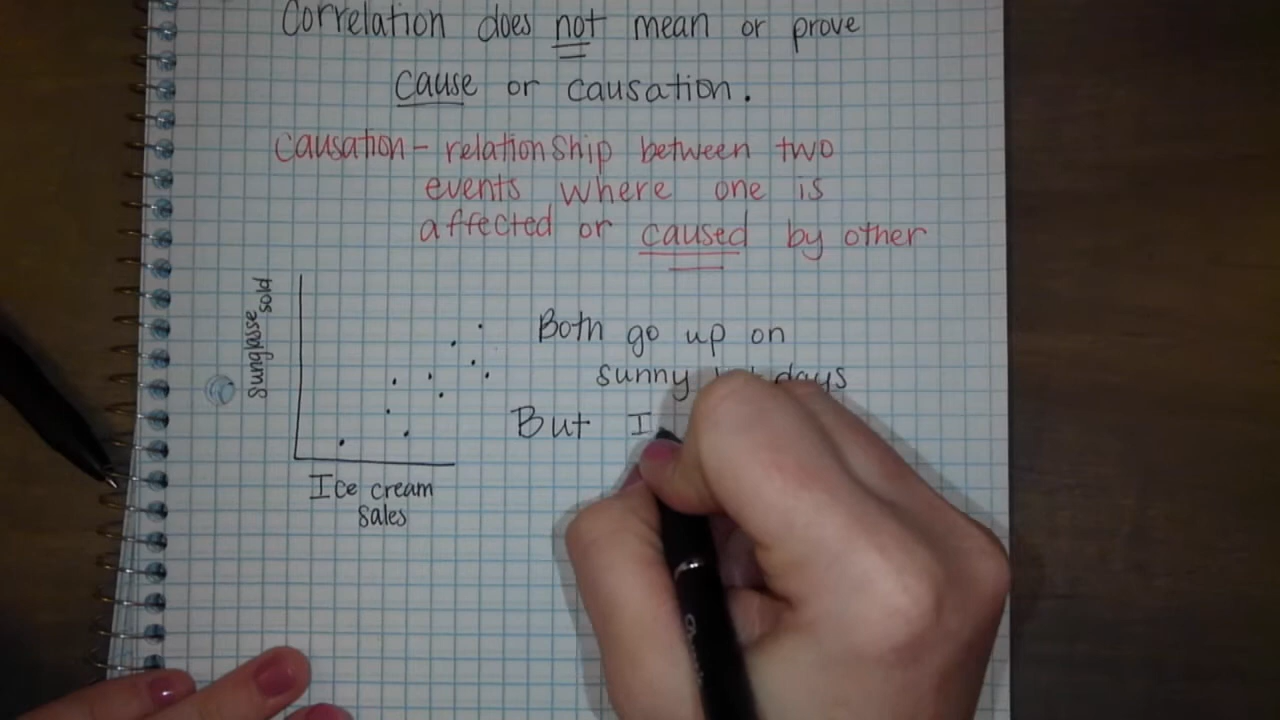 Correlation does not mean or prove
cause or causation.
causation - relationship between two
events where one is
affected or caused by other
Sunglasse
sold
Both go up on
sunny days
But I
Ice cream
sales